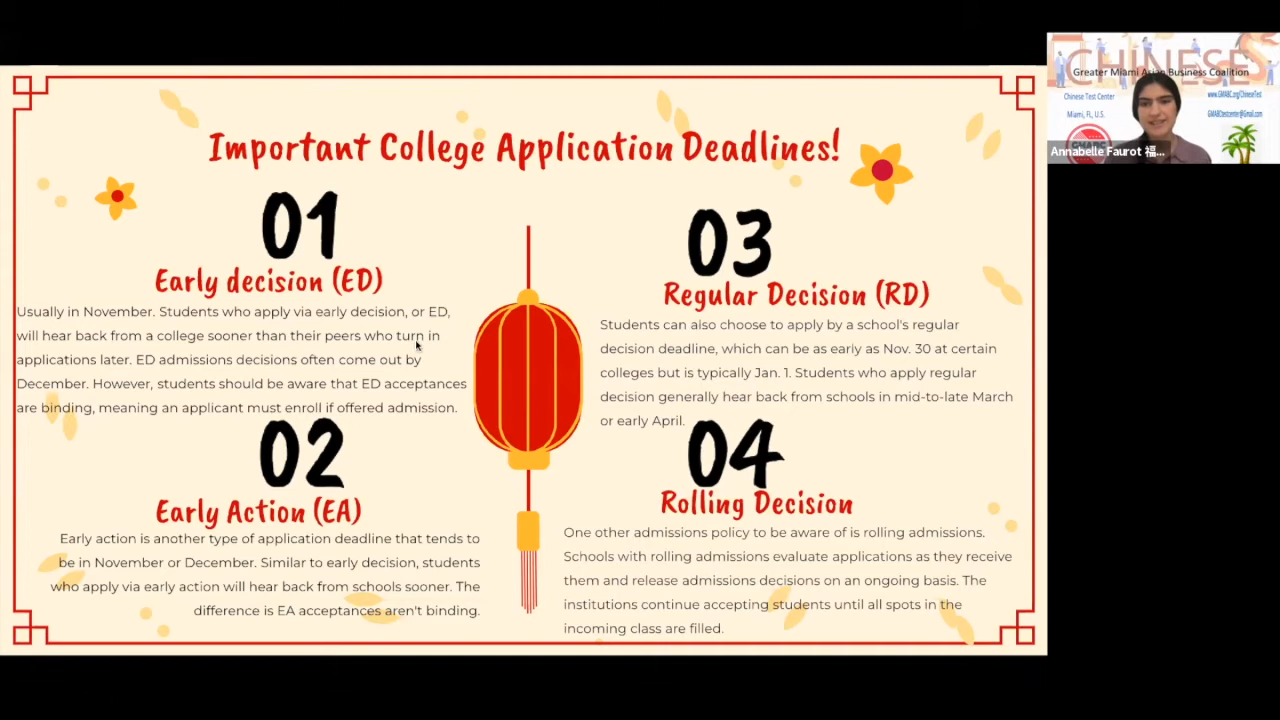 Important College Application Deadlines!
01
Early decision (ED)
Usually in November. Students who apply via early decision, or ED,
will hear back from a college sooner than their peers who turn in
applications later. ED admissions decisions often come out by
December. However, students should be aware that ED acceptances
are binding, meaning an applicant must enroll if offered admission.
02
Early Action (EA)
Early action is another type of application deadline that tends to
be in November or December. Similar to early decision, students
who apply via early action will hear back from schools sooner. The
difference is EA acceptances aren't binding.
03
Regular Decision (RD)
Students can also choose to apply by a school's regular
decision deadline, which can be as early as Nov. 30 at certain
colleges but is typically Jan. 1. Students who apply regular
decision generally hear back from schools in mid-to-late March
or early April.
04
Rolling Decision
One other admissions policy to be aware of is rolling admissions.
Schools with rolling admissions evaluate applications as they receive
them and release admissions decisions on an ongoing basis. The
institutions continue accepting students until all spots in the
incoming class are filled.
CHINESE
Greater Miami Asian Business Coalition
Chinese Test Center
Miami, FL, U.S.
www.GMABC.org/ChineseTest
GMABCtestcenter@Gmail.com
Annabelle Faurot 福...